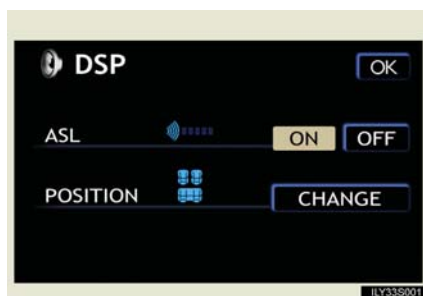 DSP
OK
ASL ON OFF
POSITION CHANGE
ILY33S001